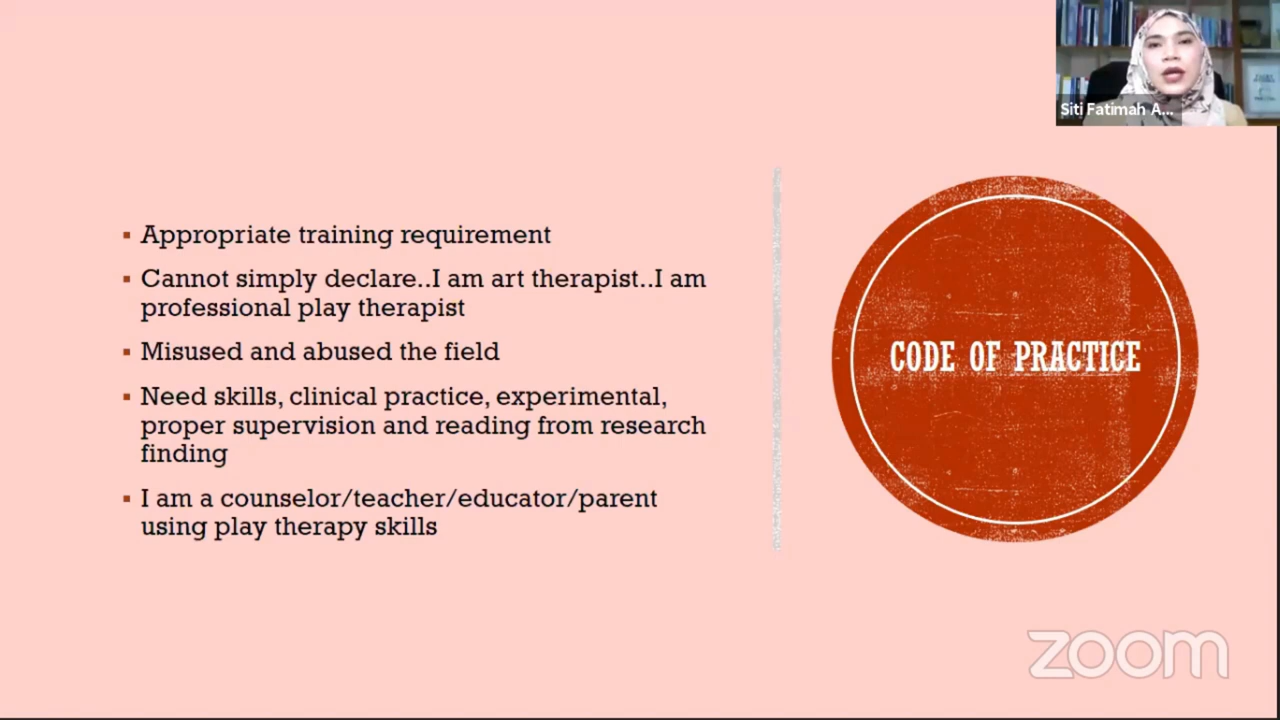 Siti Fatimah A...
Appropriate training requirement
Cannot simply declare..I am art therapist..I am
professional play therapist
Misused and abused the field
Need skills, clinical practice, experimental,
proper supervision and reading from research
finding
I am a counselor/teacher/educator/parent
using play therapy skills
CODE OF PRACTICE
zoom